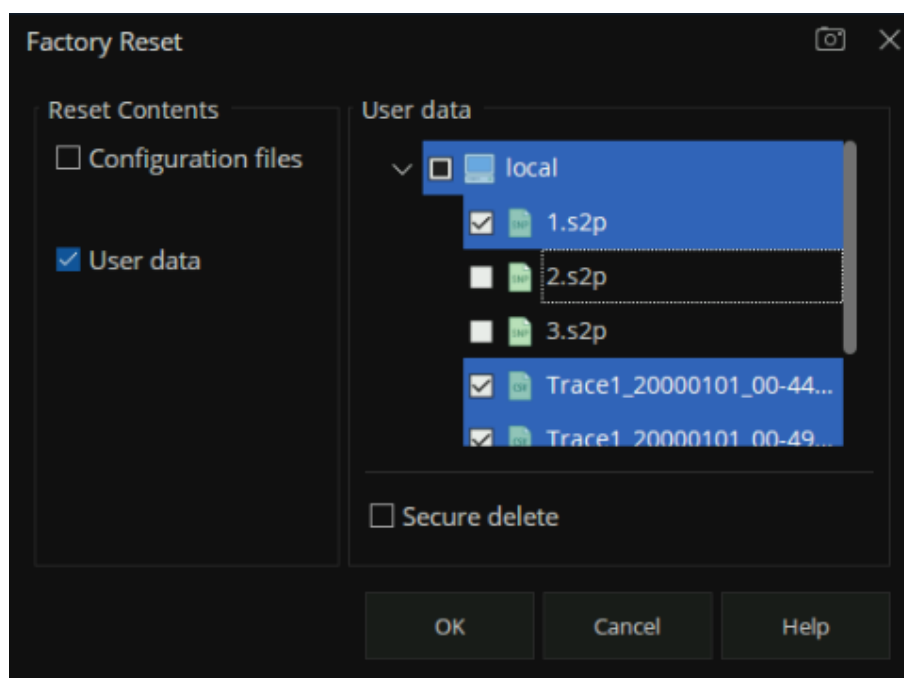 Factory Reset
Reset Contents
Configuration files
User data
User data
local
1.s2p
2.s2p
3.s2p
Trace1_20000101_00-44...
Trace1_20000101_00-49...
Secure delete
OK
Cancel
Help